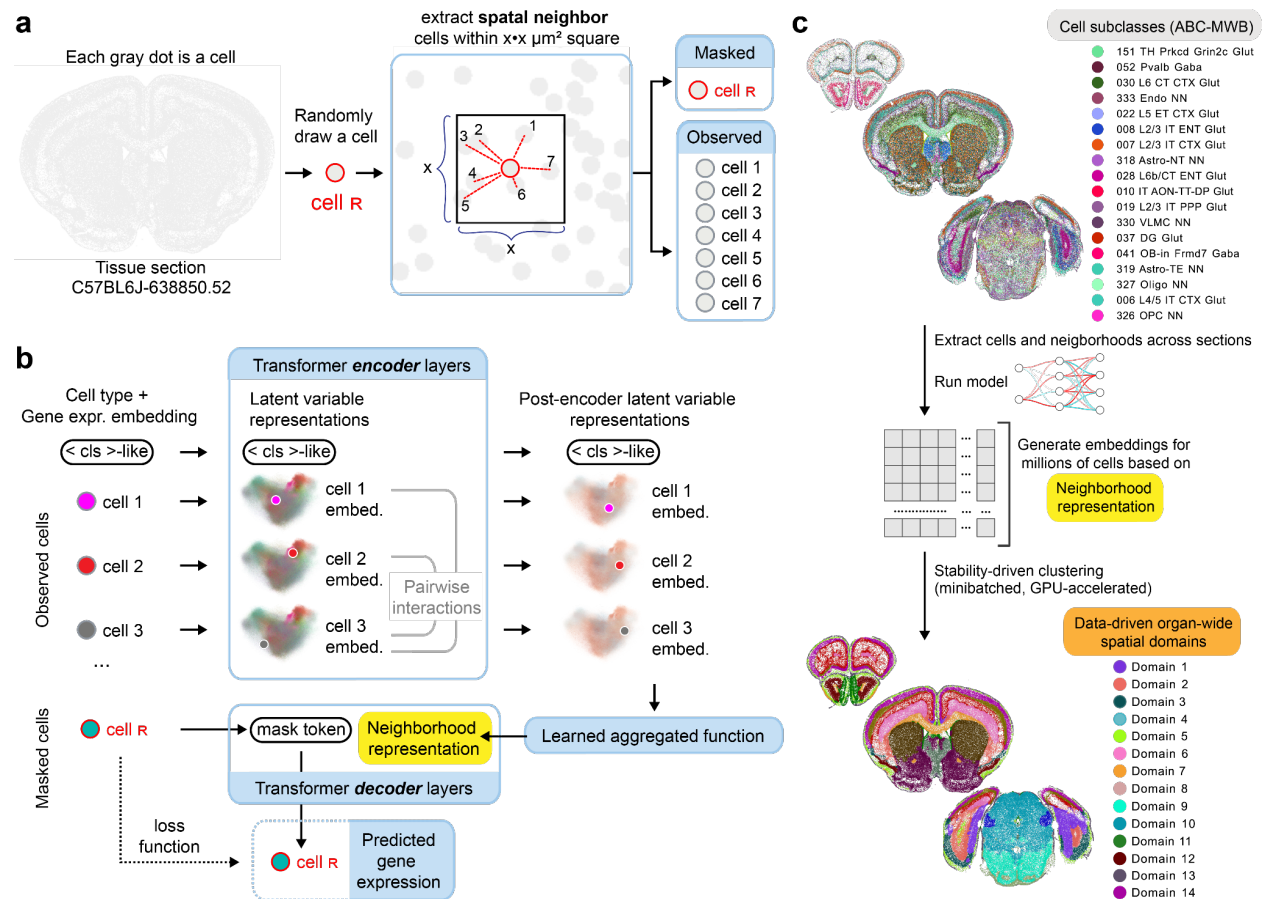 a
Each gray dot is a cell
Tissue section
C57BL6J-638850.52
Randomly
draw a cell
cell R
extract spatal neighbor
cells within x•x µm² square
x
x
1
2
3
4
5
6
7
Masked
cell R
Observed
cell 1
cell 2
cell 3
cell 4
cell 5
cell 6
cell 7
b
Cell type +
Gene expr. embedding
< cls >-like
Observed cells
cell 1
cell 2
cell 3
...
Transformer encoder layers
Latent variable
representations
< cls >-like
cell 1
embed.
cell 2
embed.
cell 3
embed.
Pairwise
interactions
Post-encoder latent variable
representations
< cls >-like
cell 1
embed.
cell 2
embed.
cell 3
embed.
Masked cells
cell R
mask token
Neighborhood
representation
Transformer decoder layers
Learned aggregated function
loss
function
cell R
Predicted
gene
expression
c
Cell subclasses (ABC-MWB)
151 TH Prkcd Grin2c Glut
052 Pvalb Gaba
030 L6 CT CTX Glut
333 Endo NN
022 L5 ET CTX Glut
008 L2/3 IT ENT Glut
007 L2/3 IT CTX Glut
318 Astro-NT NN
028 L6b/CT ENT Glut
010 IT AON-TT-DP Glut
019 L2/3 IT PPP Glut
330 VLMC NN
037 DG Glut
041 OB-in Frmd7 Gaba
319 Astro-TE NN
327 Oligo NN
006 L4/5 IT CTX Glut
326 OPC NN
Extract cells and neigborhoods across sections
Run model
Generate embeddings for
millions of cells based on
Neighborhood
representation
Stability-driven clustering
(minibatched, GPU-accelerated)
Data-driven organ-wide
spatial domains
Domain 1
Domain 2
Domain 3
Domain 4
Domain 5
Domain 6
Domain 7
Domain 8
Domain 9
Domain 10
Domain 11
Domain 12
Domain 13
Domain 14